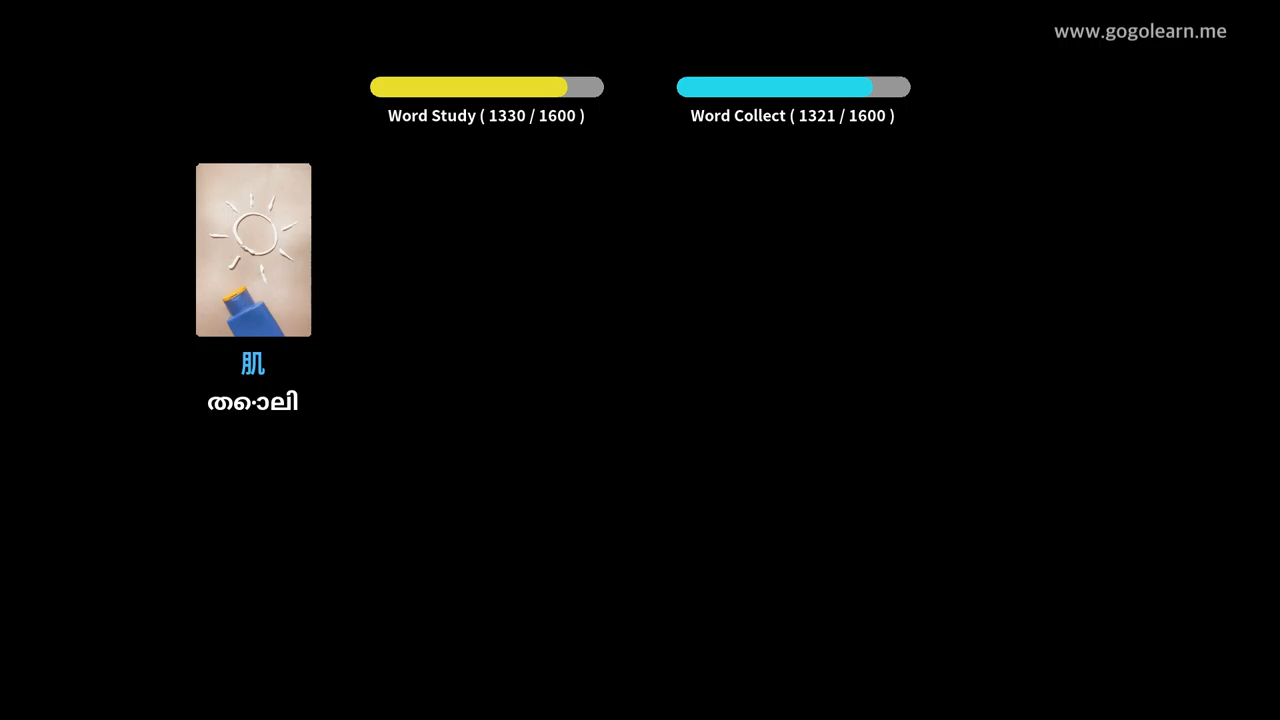 www.gogolearn.me
Word Study ( 1330 / 1600 )
Word Collect ( 1321 / 1600 )
肌
തൊലി